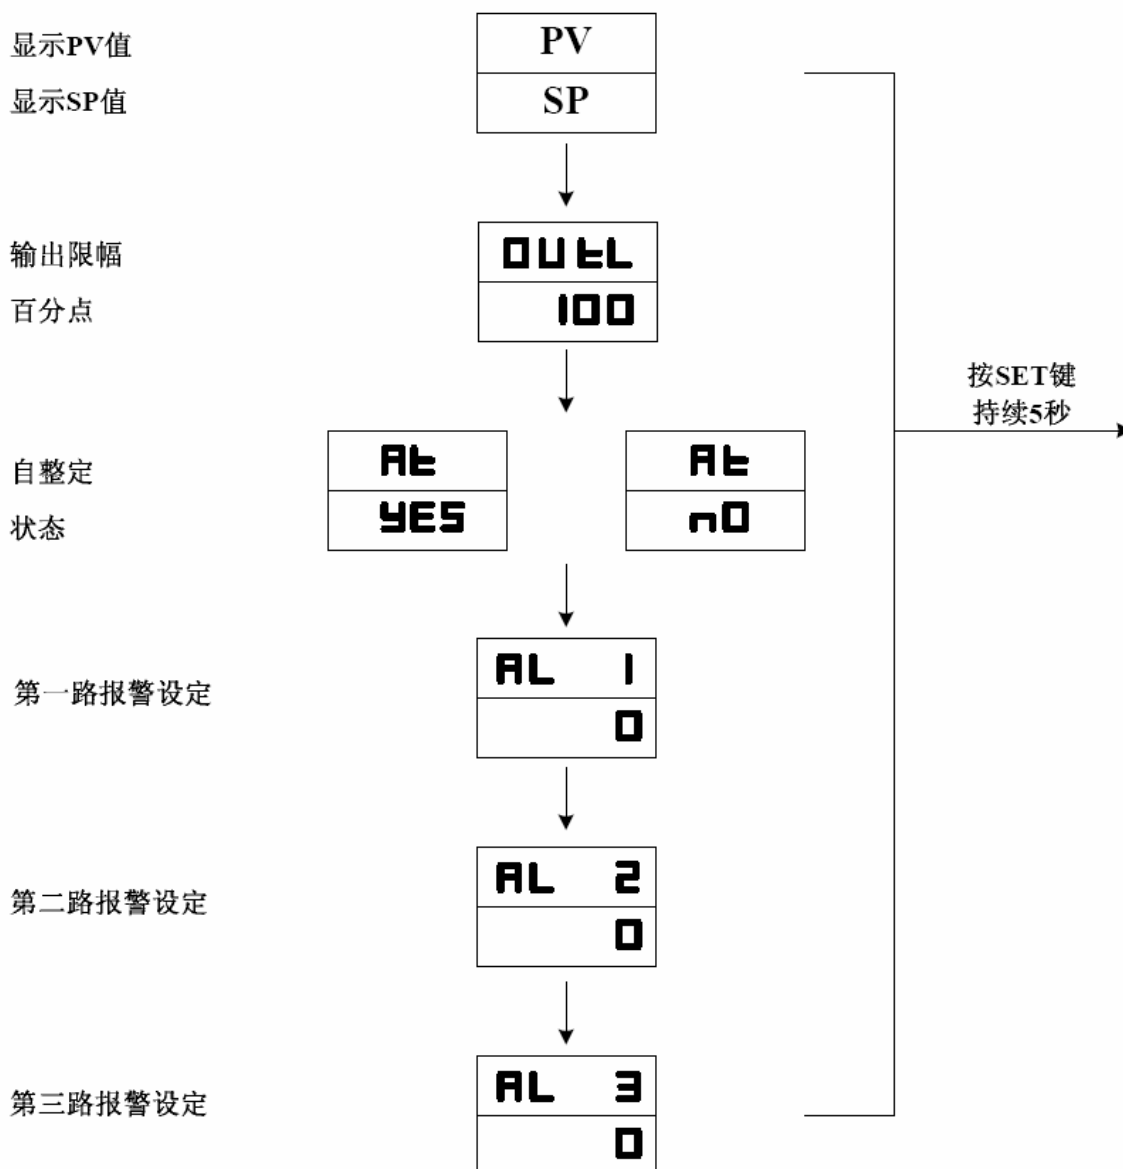 显示PV值
PV
显示SP值
SP
输出限幅
OUtL
百分点
100
按SET键
持续5秒
自整定
At
At
状态
YES
nO
第一路报警设定
AL 1
0
第二路报警设定
AL 2
0
第三路报警设定
AL 3
0